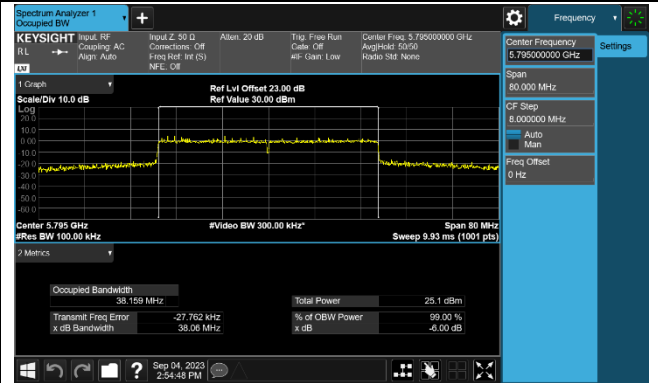 Spectrum Analyzer 1
Occupied BW
Frequency
KEYSIGHT
RL
LXI
Input: RF
Coupling: AC
Align: Auto
Input Z: 50 Ω
Corrections: Off
Freq Ref: Int (S)
NFE: Off
Atten: 20 dB
Trig: Free Run
Gate: Off
#IF Gain: Low
Center Freq: 5.795000000 GHz
Avg|Hold: 50/50
Radio Std: None
Center Frequency
5.795000000 GHz
Settings
Span
80.000 MHz
CF Step
8.000000 MHz
Auto
Man
Freq Offset
0 Hz
1 Graph
Scale/Div 10.0 dB
Ref Lvl Offset 23.00 dB
Ref Value 30.00 dBm
Log
20.0
10.0
0.00
-10.0
-20.0
-30.0
-40.0
-50.0
-60.0
Center 5.795 GHz
#Video BW 300.00 kHz*
Span 80 MHz
#Res BW 100.00 kHz
Sweep 9.93 ms (1001 pts)
2 Metrics
Occupied Bandwidth
38.159 MHz
Total Power
25.1 dBm
Transmit Freq Error
-27.762 kHz
% of OBW Power
99.00 %
x dB Bandwidth
38.06 MHz
x dB
-6.00 dB
?
Sep 04, 2023
2:54:48 PM